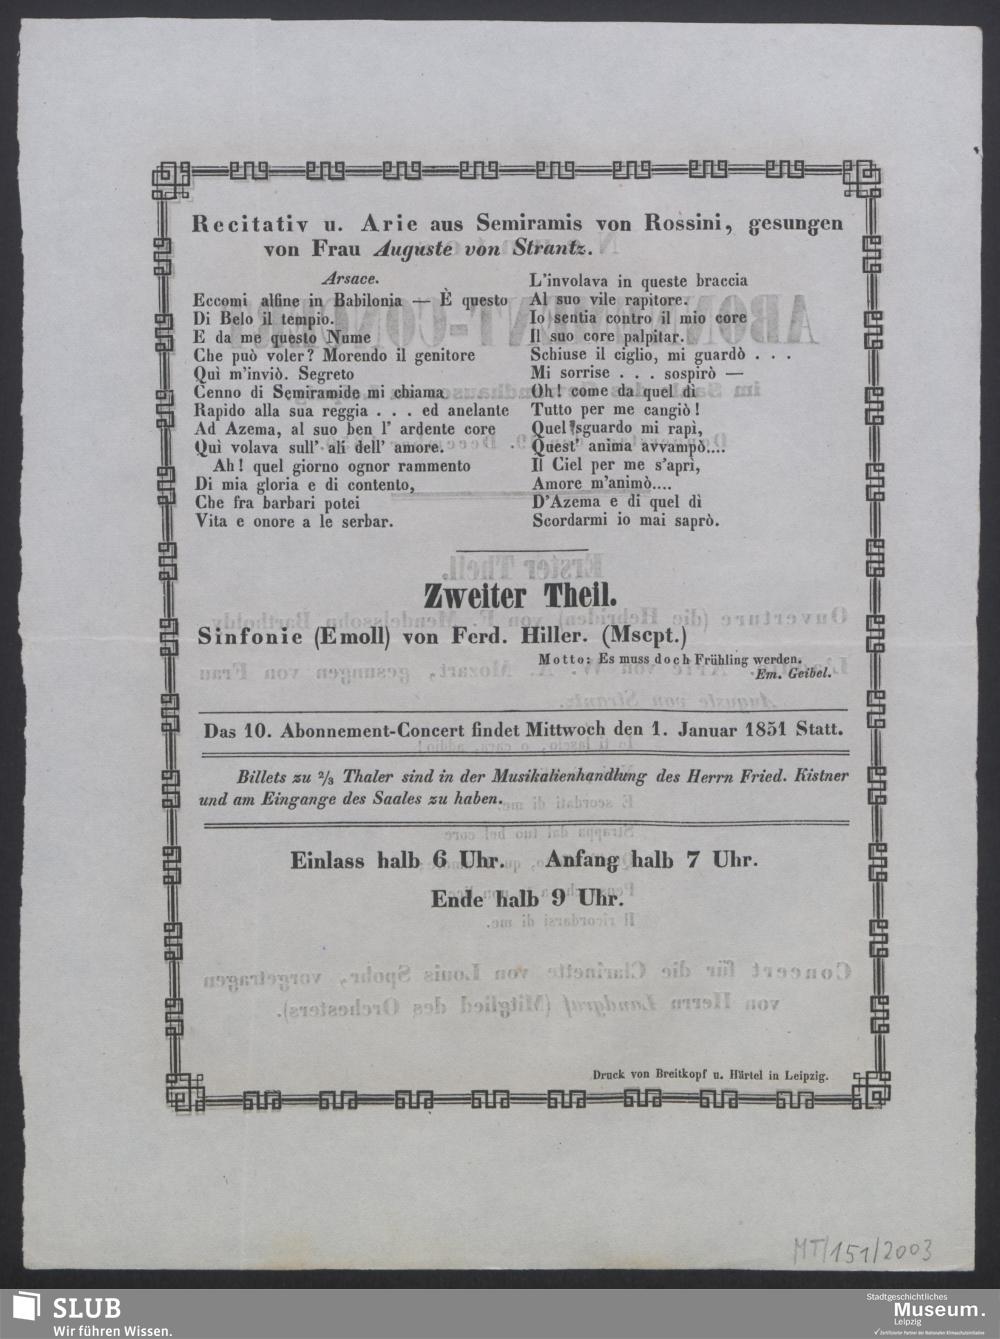 Recitativ u. Arie aus Semiramis von Rossini, gesungen
von Frau Auguste von Strantz.
Arsace.
Eccomi alfine in Babilonia — È questo
Di Belo il tempio.
E da me questo Nume
Che può voler? Morendo il genitore
Quì m'inviò. Segreto
Cenno di Semiramide mi chiama
Rapido alla sua reggia . . . ed anelante
Ad Azema, al suo ben l' ardente core
Quì volava sull' ali dell' amore.
Ah! quel giorno ognor rammento
Di mia gloria e di contento,
Che fra barbari potei
Vita e onore a le serbar.
L'involava in queste braccia
Al suo vile rapitore.
Io sentia contro il mio core
Il suo core palpitar.
Schiuse il ciglio, mi guardò . . .
Mi sorrise . . . sospirò —
Oh! come da quel dì
Tutto per me cangiò!
Quel sguardo mi rapì,
Quest' anima avvampò....
Il Ciel per me s'aprì,
Amore m'animò....
D'Azema e di quel dì
Scordarmi io mai saprò.
Zweiter Theil.
Sinfonie (Emoll) von Ferd. Hiller. (Mscpt.)
Motto: Es muss doch Frühling werden.
Em. Geibel.
Das 10. Abonnement-Concert findet Mittwoch den 1. Januar 1851 Statt.
Billets zu 2/3 Thaler sind in der Musikalienhandlung des Herrn Fried. Kistner
und am Eingange des Saales zu haben.
Einlass halb 6 Uhr. Anfang halb 7 Uhr.
Ende halb 9 Uhr.
Druck von Breitkopf u. Härtel in Leipzig.
MT/151/2003
SLUB
Wir führen Wissen.
Stadtgeschichtliches
Museum.
Leipzig
✓ Zertifizierter Partner der Nationalen Klimaschutzinitiative